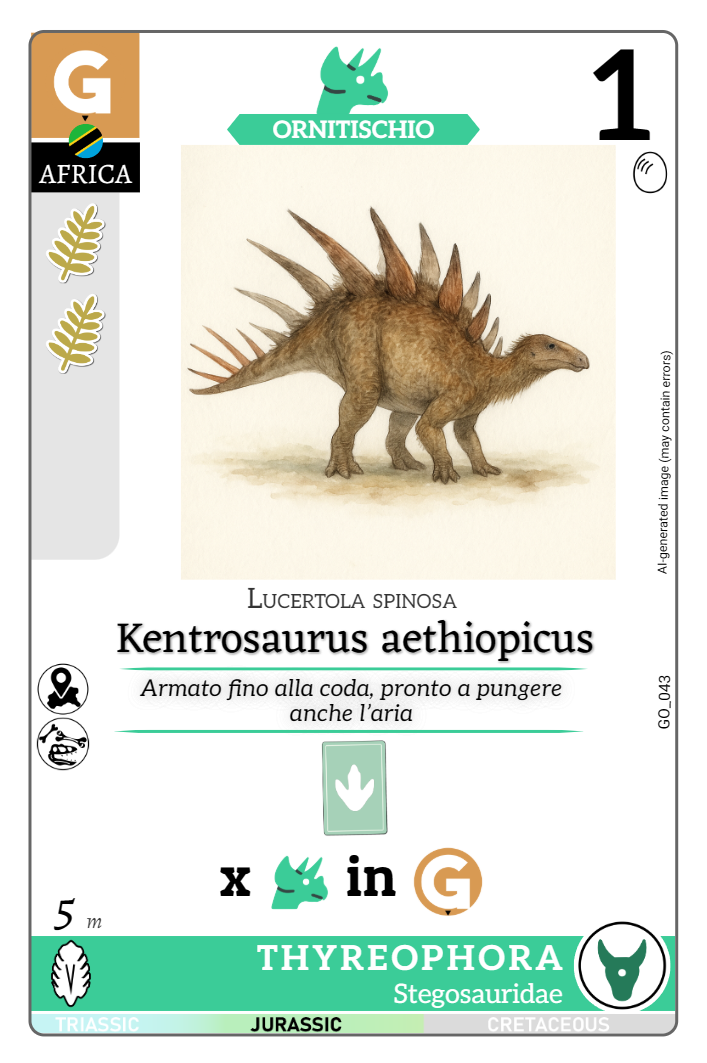 G
AFRICA
ORNITISCHIO
1
AI-generated image (may contain errors)
Lucertola spinosa
Kentrosaurus aethiopicus
Armato fino alla coda, pronto a pungere
anche l'aria
GO_043
x in G
5 m
THYREOPHORA
Stegosauridae
TRIASSIC JURASSIC CRETACEOUS